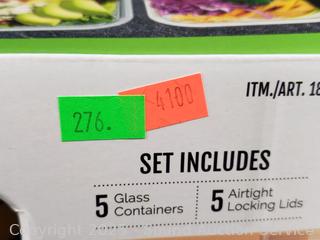 ITM./ART. 18
4100
276.
SET INCLUDES
5 Glass Containers
5 Airtight Locking Lids